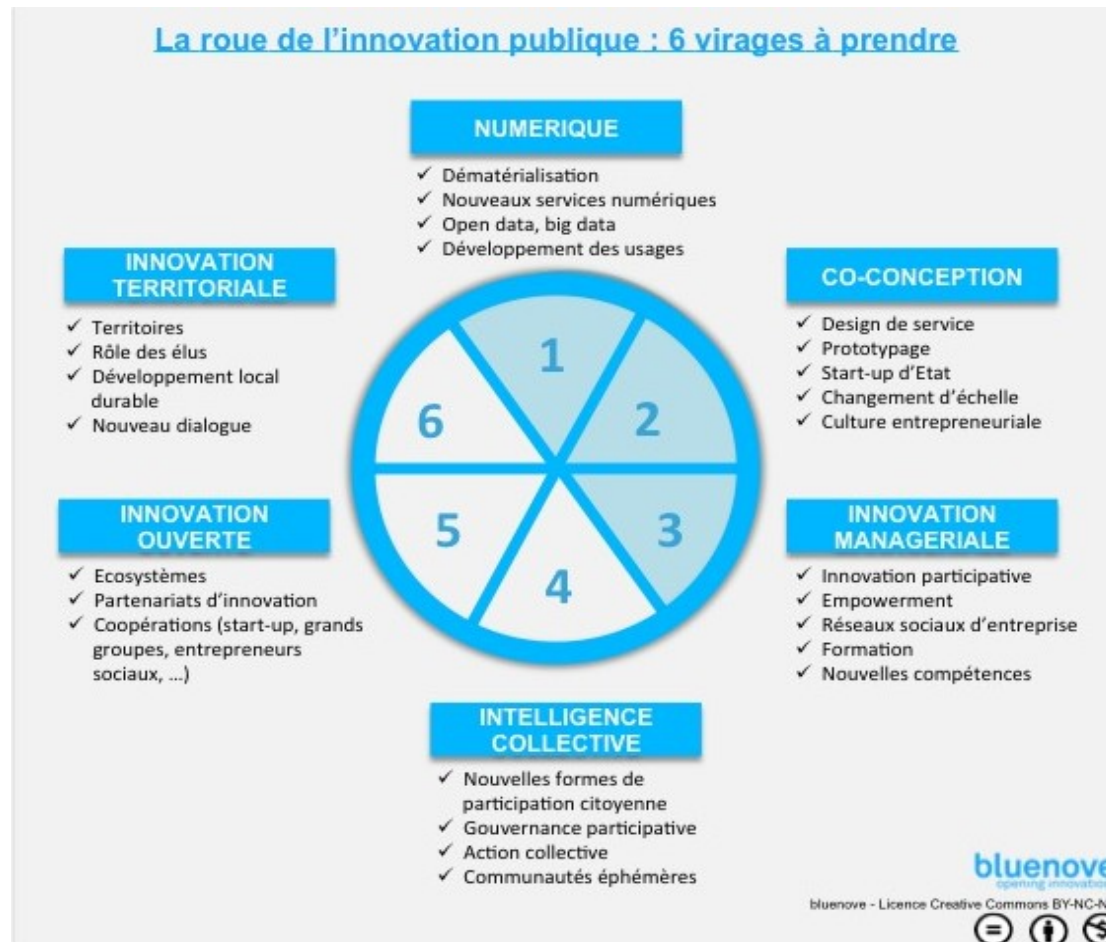 La roue de l'innovation publique : 6 virages à prendre
NUMERIQUE
✓ Dématérialisation
✓ Nouveaux services numériques
✓ Open data, big data
✓ Développement des usages
CO-CONCEPTION
✓ Design de service
✓ Prototypage
✓ Start-up d'Etat
✓ Changement d'échelle
✓ Culture entrepreneuriale
INNOVATION
MANAGERIALE
✓ Innovation participative
✓ Empowerment
✓ Réseaux sociaux d'entreprise
✓ Formation
✓ Nouvelles compétences
INTELLIGENCE
COLLECTIVE
✓ Nouvelles formes de
participation citoyenne
✓ Gouvernance participative
✓ Action collective
✓ Communautés éphémères
INNOVATION
OUVERTE
✓ Ecosystèmes
✓ Partenariats d'innovation
✓ Coopérations (start-up, grands
groupes, entrepreneurs
sociaux, ...)
INNOVATION
TERRITORIALE
✓ Territoires
✓ Rôle des élus
✓ Développement local
durable
✓ Nouveau dialogue
1
2
3
4
5
6
bluenove
opening innovation
bluenove - Licence Creative Commons BY-NC-N